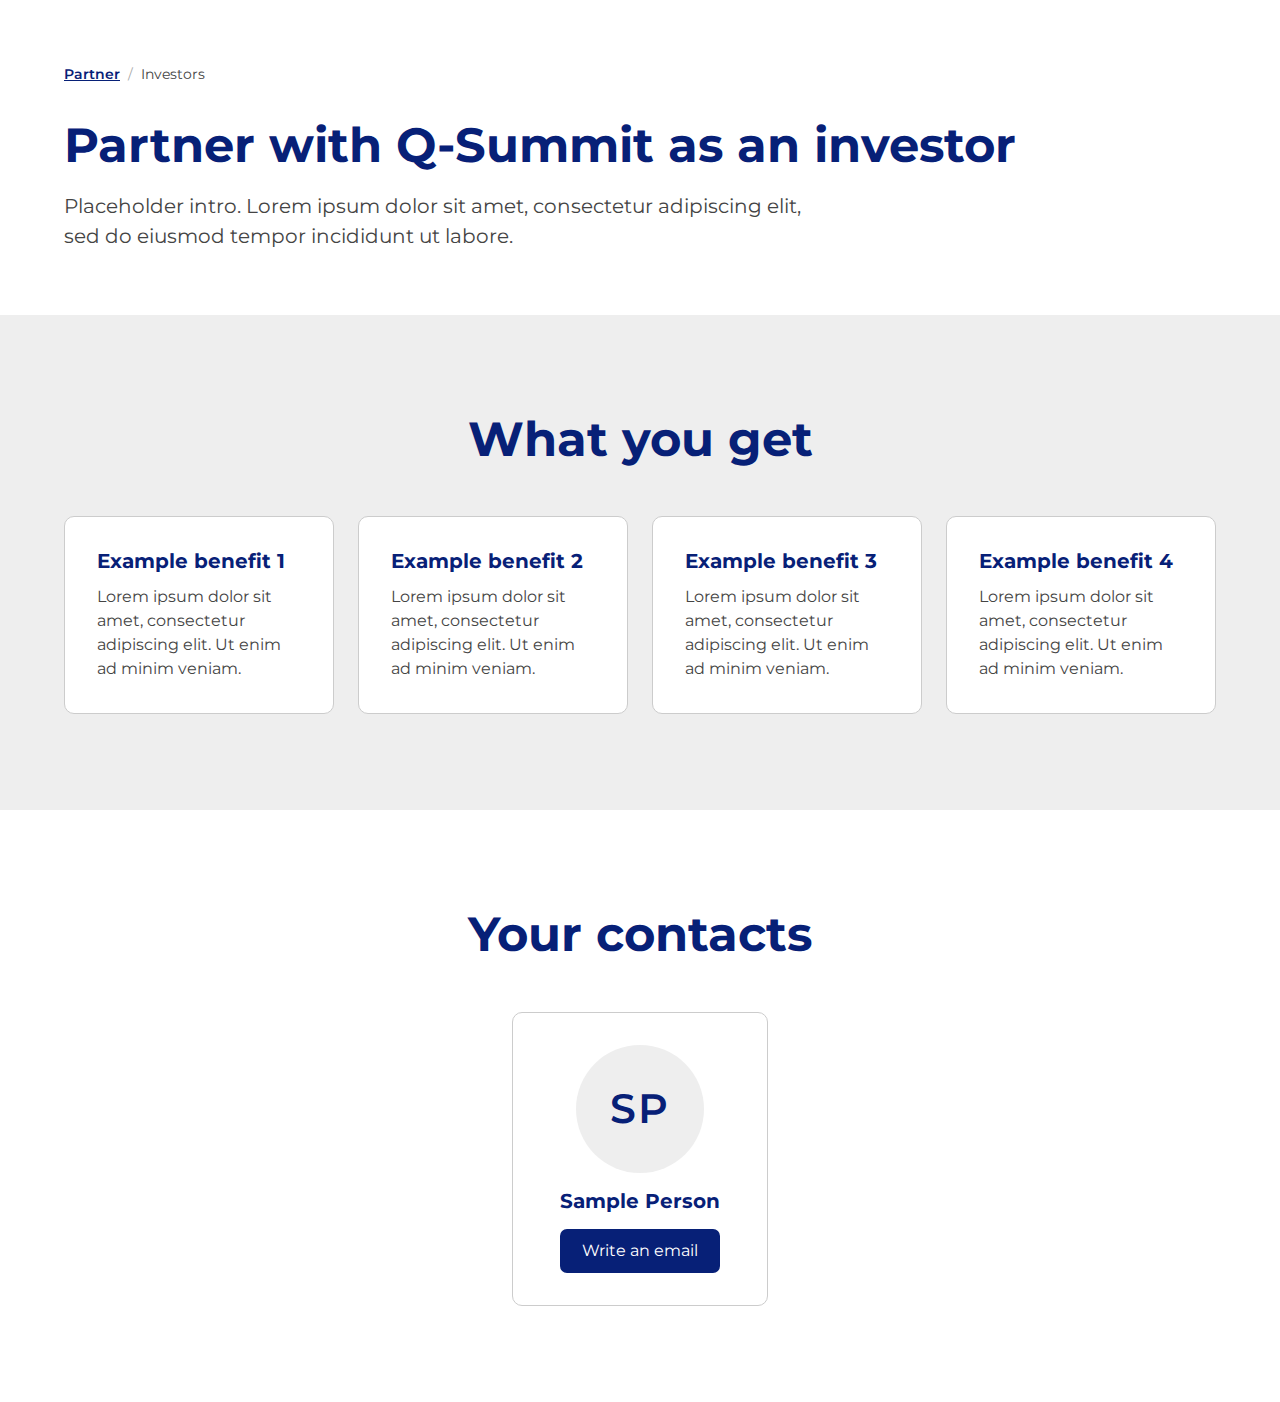 Partner / Investors
Partner with Q-Summit as an investor
Placeholder intro. Lorem ipsum dolor sit amet, consectetur adipiscing elit,
sed do eiusmod tempor incididunt ut labore.
What you get
Example benefit 1
Lorem ipsum dolor sit
amet, consectetur
adipiscing elit. Ut enim
ad minim veniam.
Example benefit 2
Lorem ipsum dolor sit
amet, consectetur
adipiscing elit. Ut enim
ad minim veniam.
Example benefit 3
Lorem ipsum dolor sit
amet, consectetur
adipiscing elit. Ut enim
ad minim veniam.
Example benefit 4
Lorem ipsum dolor sit
amet, consectetur
adipiscing elit. Ut enim
ad minim veniam.
Your contacts
SP
Sample Person
Write an email